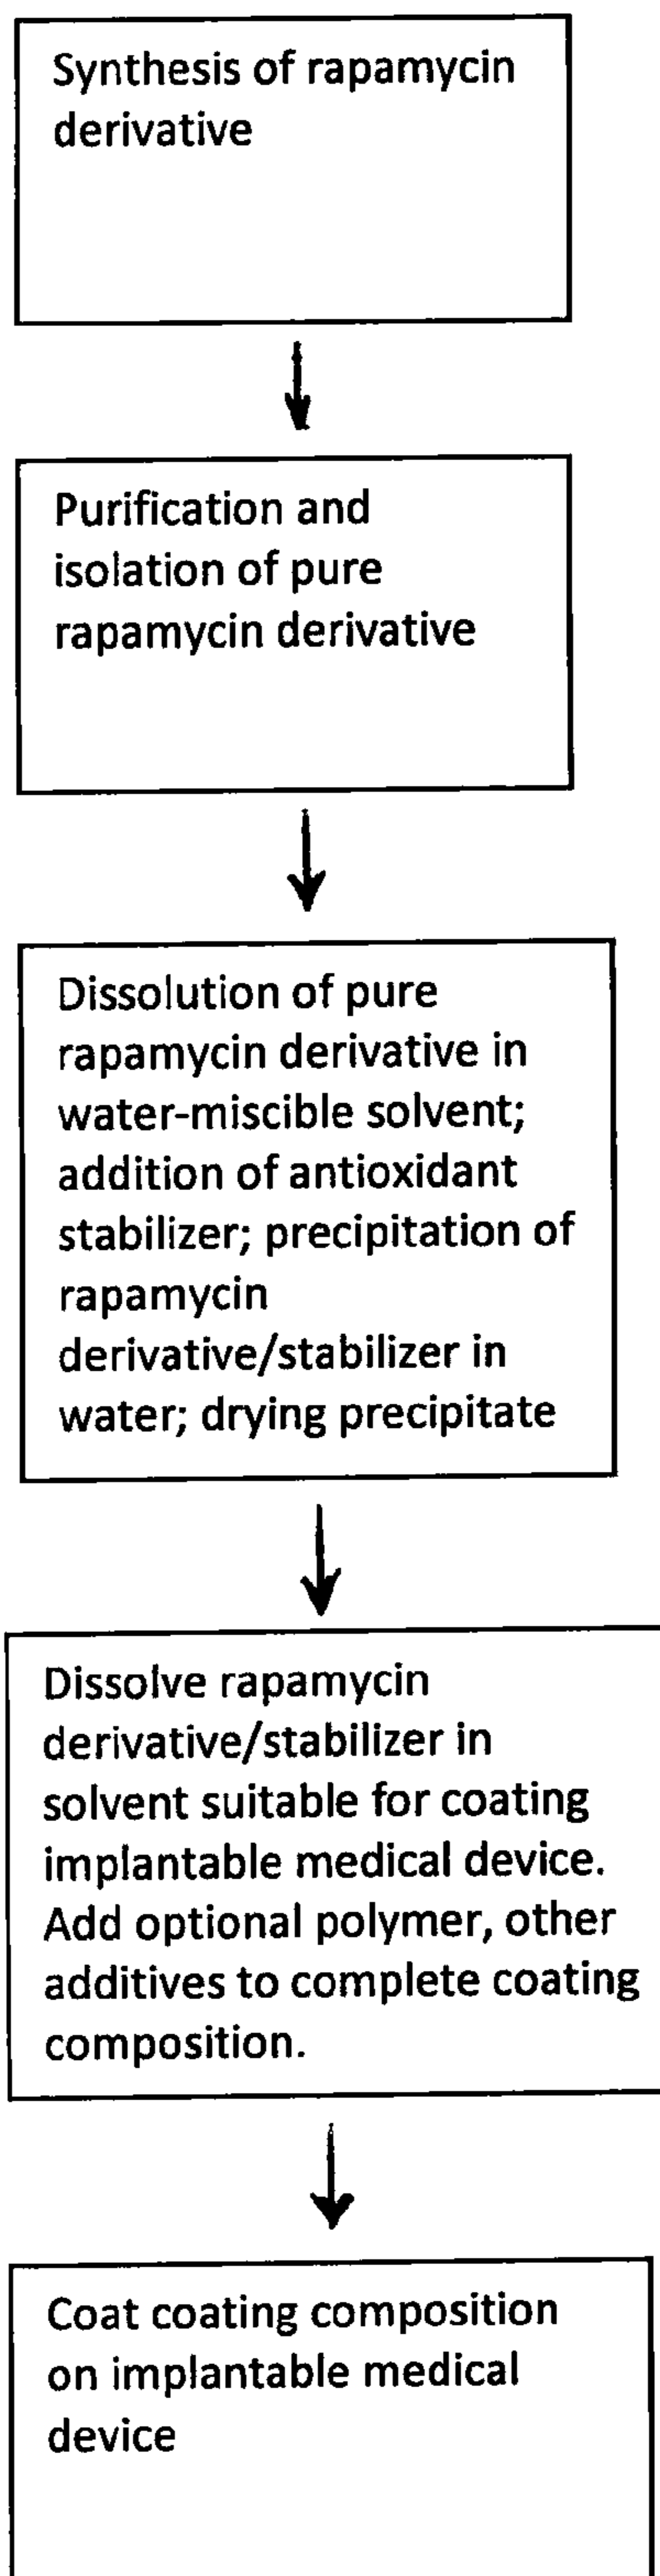 Synthesis of rapamycin
derivative
Purification and
isolation of pure
rapamycin derivative
Dissolution of pure
rapamycin derivative in
water-miscible solvent;
addition of antioxidant
stabilizer; precipitation of
rapamycin
derivative/stabilizer in
water; drying precipitate
Dissolve rapamycin
derivative/stabilizer in
solvent suitable for coating
implantable medical device.
Add optional polymer, other
additives to complete coating
composition.
Coat coating composition
on implantable medical
device